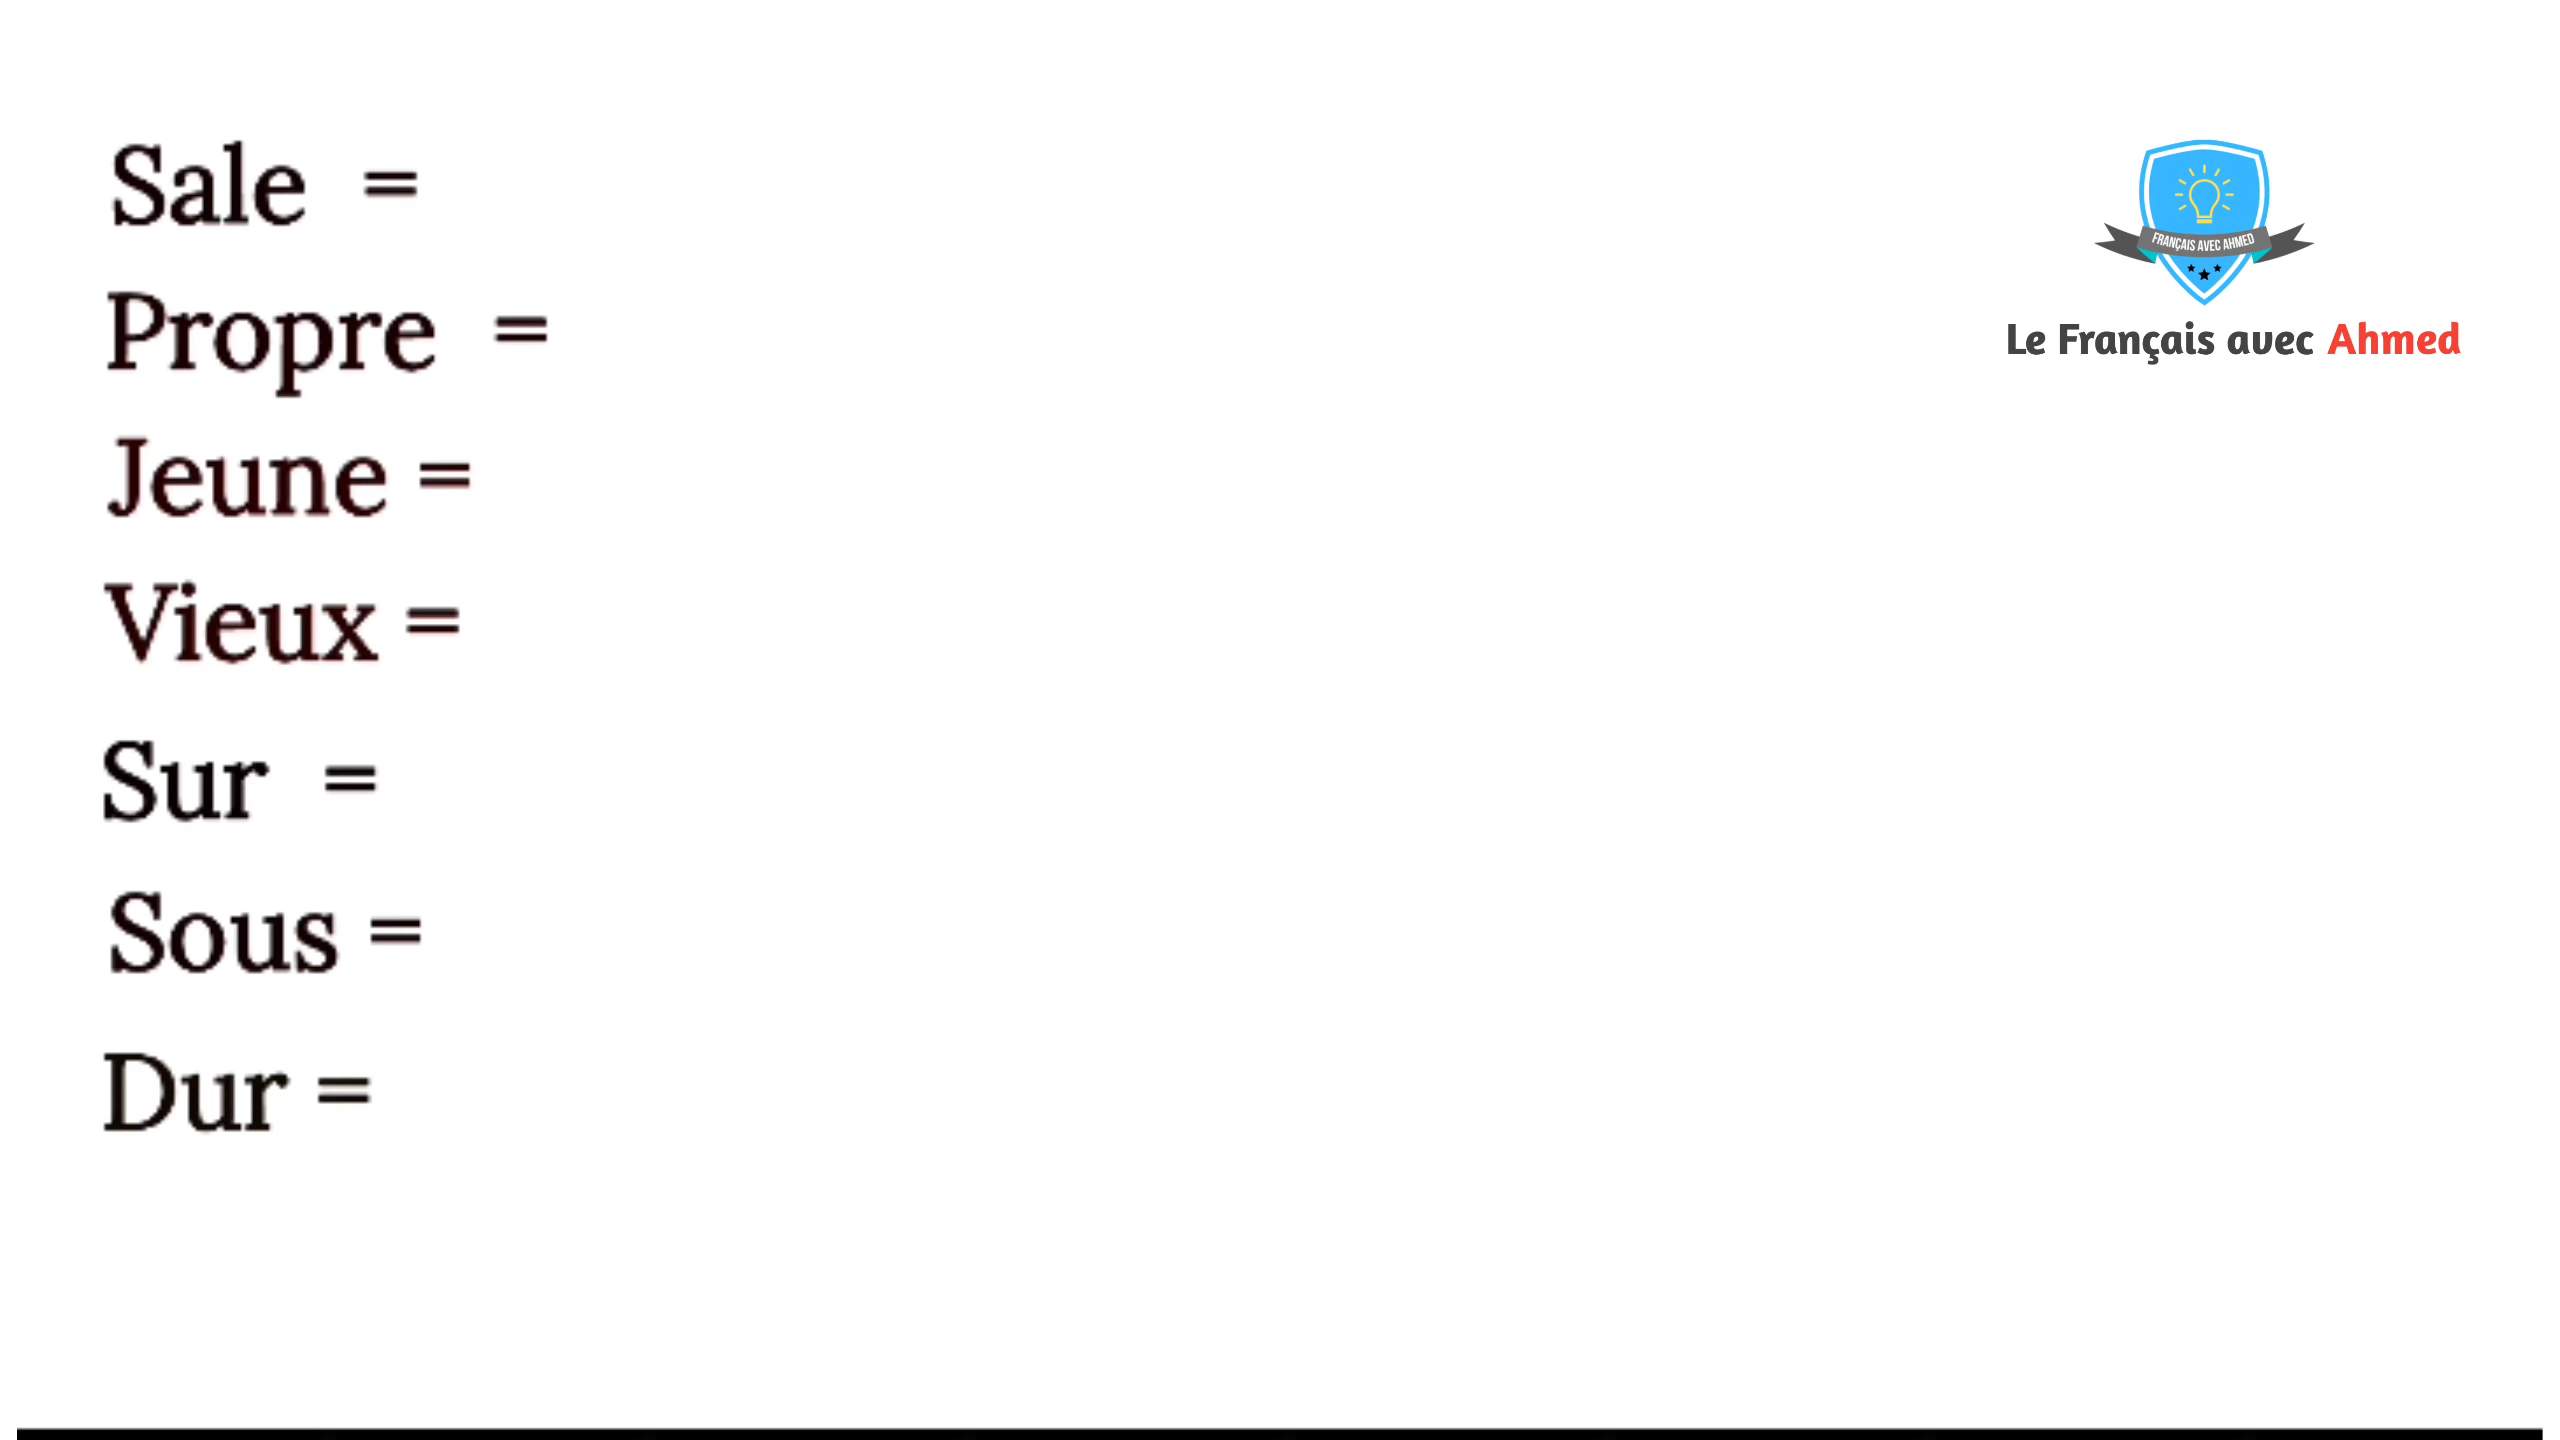 Sale =
Propre =
Jeune =
Vieux =
Sur =
Sous =
Dur =
FRANÇAIS AVEC AHMED
Le Français avec Ahmed